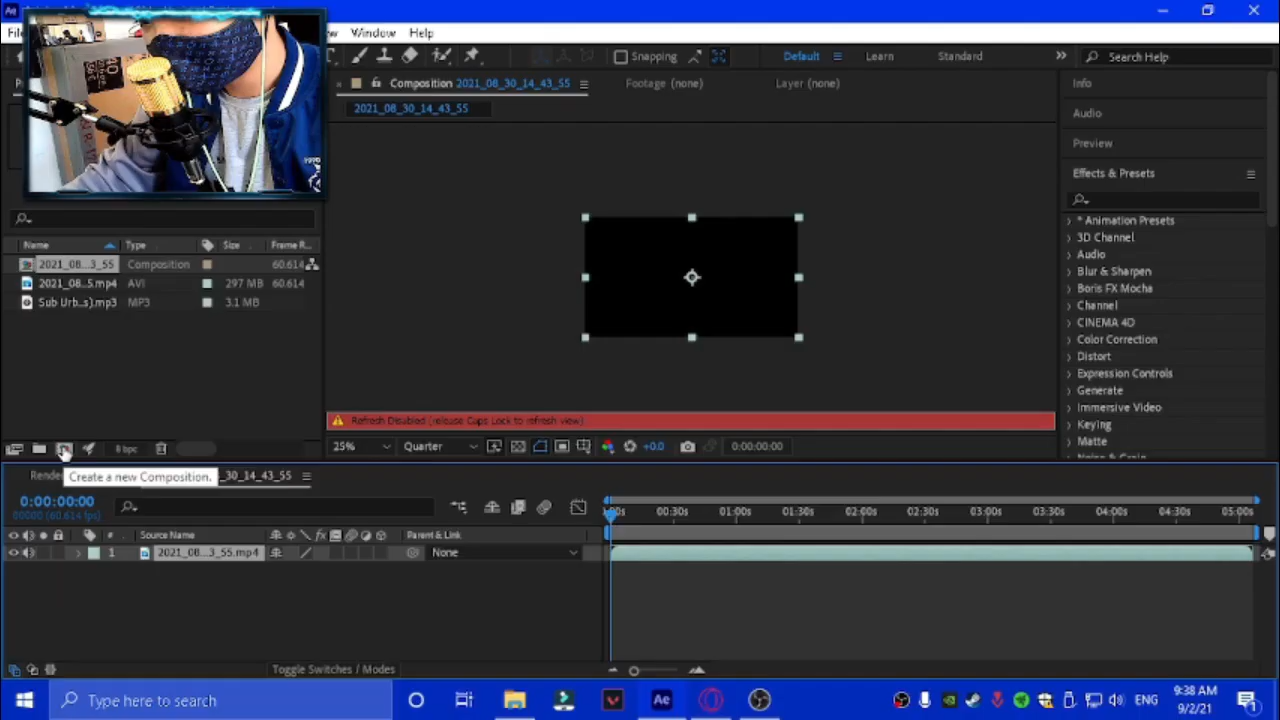 Ae
Window Help
Snapping
Default
Learn
Standard
Search Help
Composition 2021_08_30_14_43_55
Footage (none)
Layer (none)
2021_08_30_14_43_55
Info
Audio
Preview
Effects & Presets
* Animation Presets
3D Channel
Audio
Blur & Sharpen
Boris FX Mocha
Channel
CINEMA 4D
Color Correction
Distort
Expression Controls
Generate
Immersive Video
Keying
Matte
Name Type Size Frame R...
2021_08...3_55 Composition 60.614
2021_08...5.mp4 AVI 297 MB 60.614
Sub Urb...s).mp3 MP3 3.1 MB
Refresh Disabled (release Caps Lock to refresh view)
8 bpc
25% Quarter +0.0 0:00:00:00
Create a new Composition.
_30_14_43_55
0:00:00:00
00000 (60.614 fps)
00:30s 01:00s 01:30s 02:00s 02:30s 03:00s 03:30s 04:00s 04:30s 05:00s
# Source Name fx Parent & Link
1 2021_08...3_55.mp4 None
Toggle Switches / Modes
Type here to search
Ae
ENG
9:38 AM
9/2/21
1